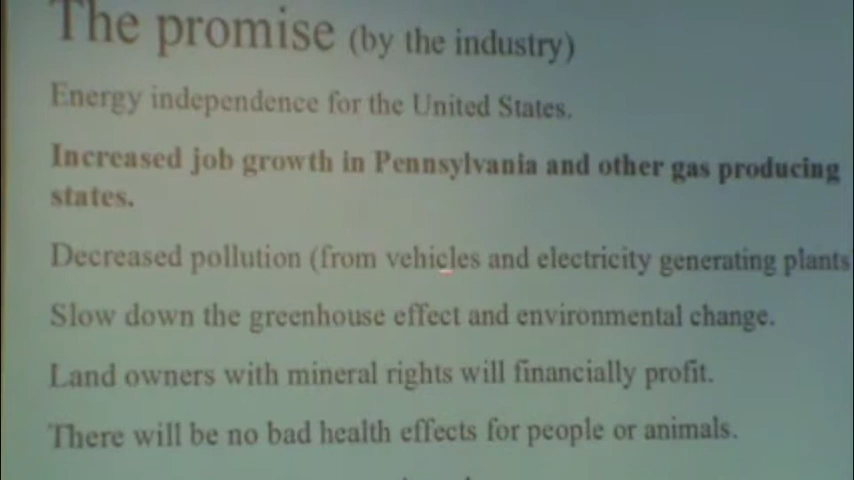 The promise (by the industry)
Energy independence for the United States.
Increased job growth in Pennsylvania and other gas producing
states.
Decreased pollution (from vehicles and electricity generating plants
Slow down the greenhouse effect and environmental change.
Land owners with mineral rights will financially profit.
There will be no bad health effects for people or animals.